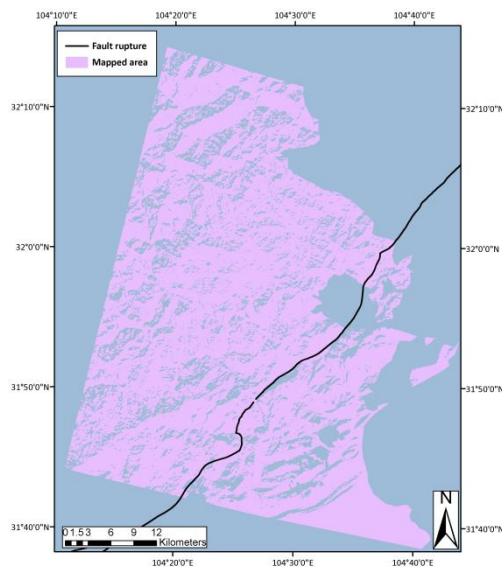 104°10'0"E 104°20'0"E 104°30'0"E 104°40'0"E
Fault rupture
Mapped area
32°10'0"N 32°10'0"N
32°0'0"N 32°0'0"N
31°50'0"N 31°50'0"N
31°40'0"N 31°40'0"N
N
0 1.5 3 6 9 12
Kilometers
104°20'0"E 104°30'0"E 104°40'0"E